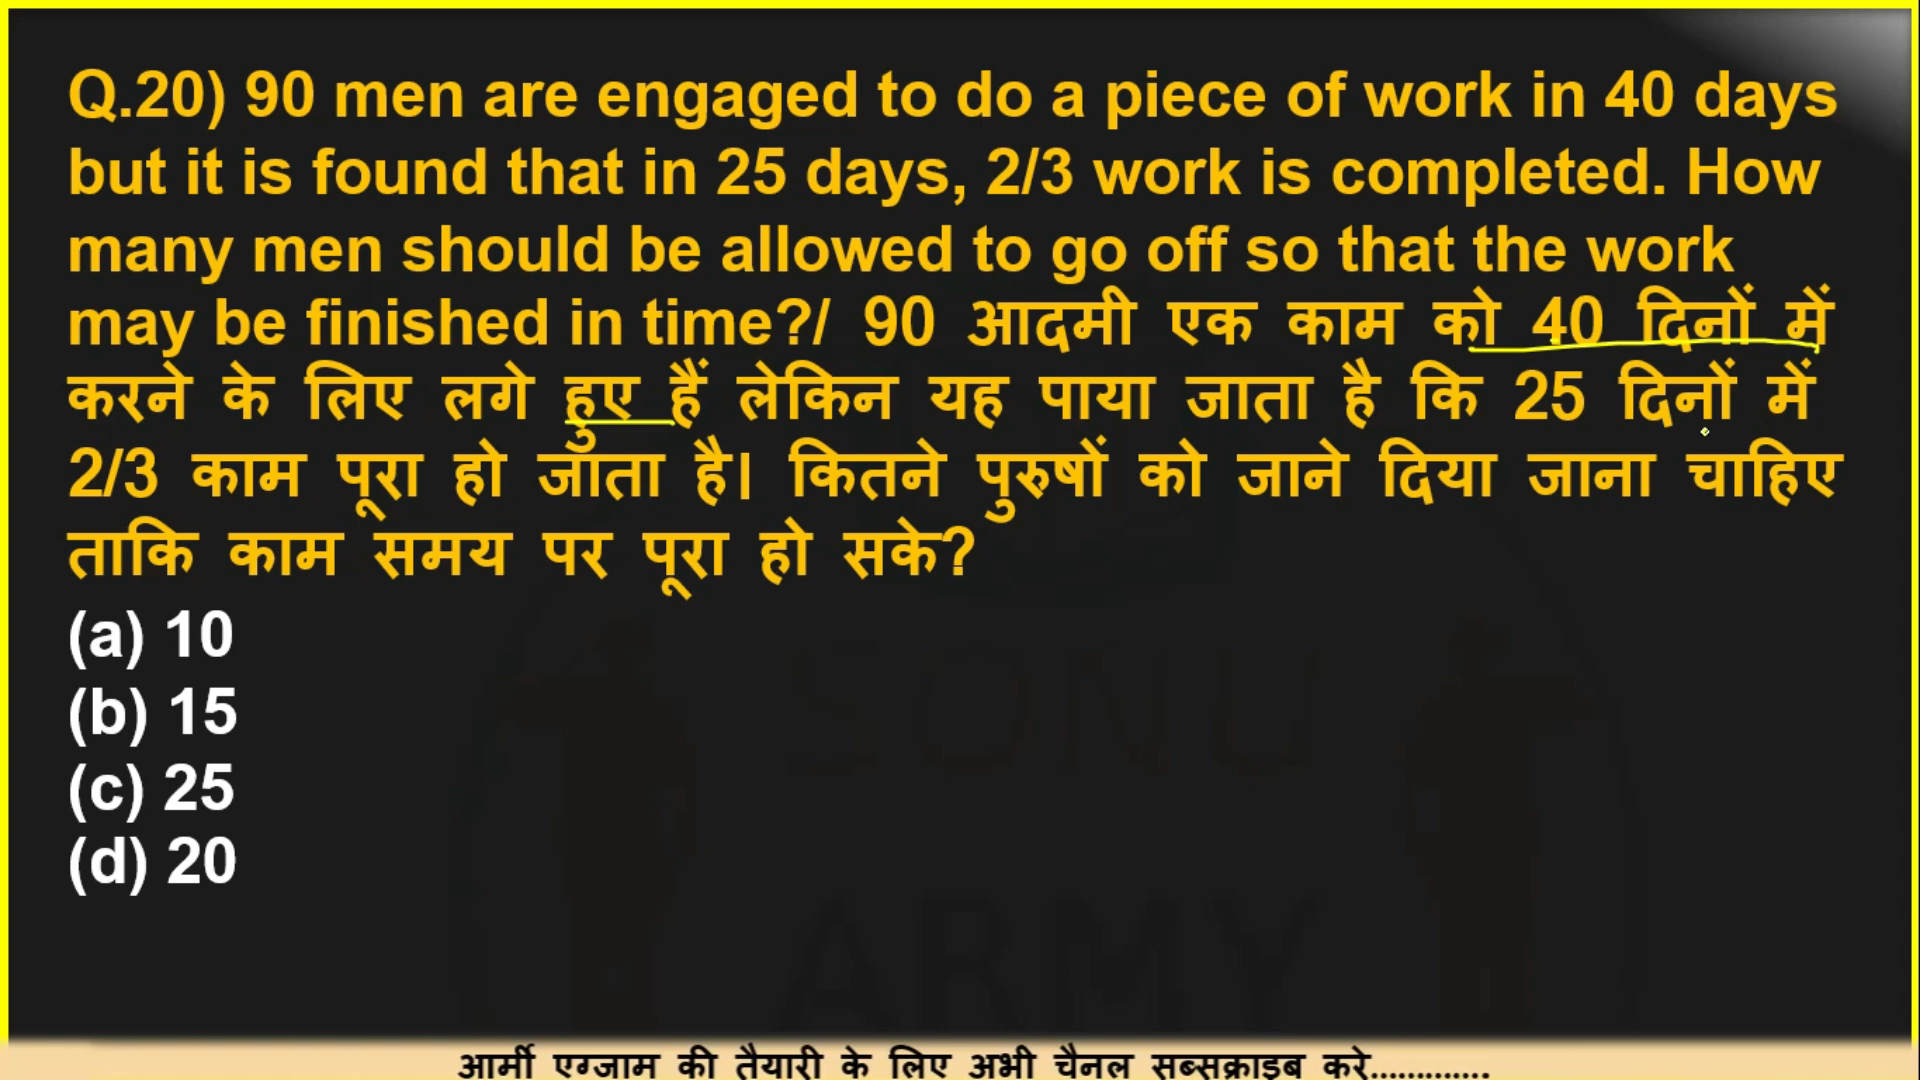 Q.20) 90 men are engaged to do a piece of work in 40 days
but it is found that in 25 days, 2/3 work is completed. How
many men should be allowed to go off so that the work
may be finished in time?/ 90 आदमी एक काम को 40 दिनों में
करने के लिए लगे हुए हैं लेकिन यह पाया जाता है कि 25 दिनों में
2/3 काम पूरा हो जाता है। कितने पुरुषों को जाने दिया जाना चाहिए
ताकि काम समय पर पूरा हो सके?
(a) 10
(b) 15
(c) 25
(d) 20
SONU
ARMY
आर्मी एग्जाम की तैयारी के लिए अभी चैनल सब्सक्राइब करे.............